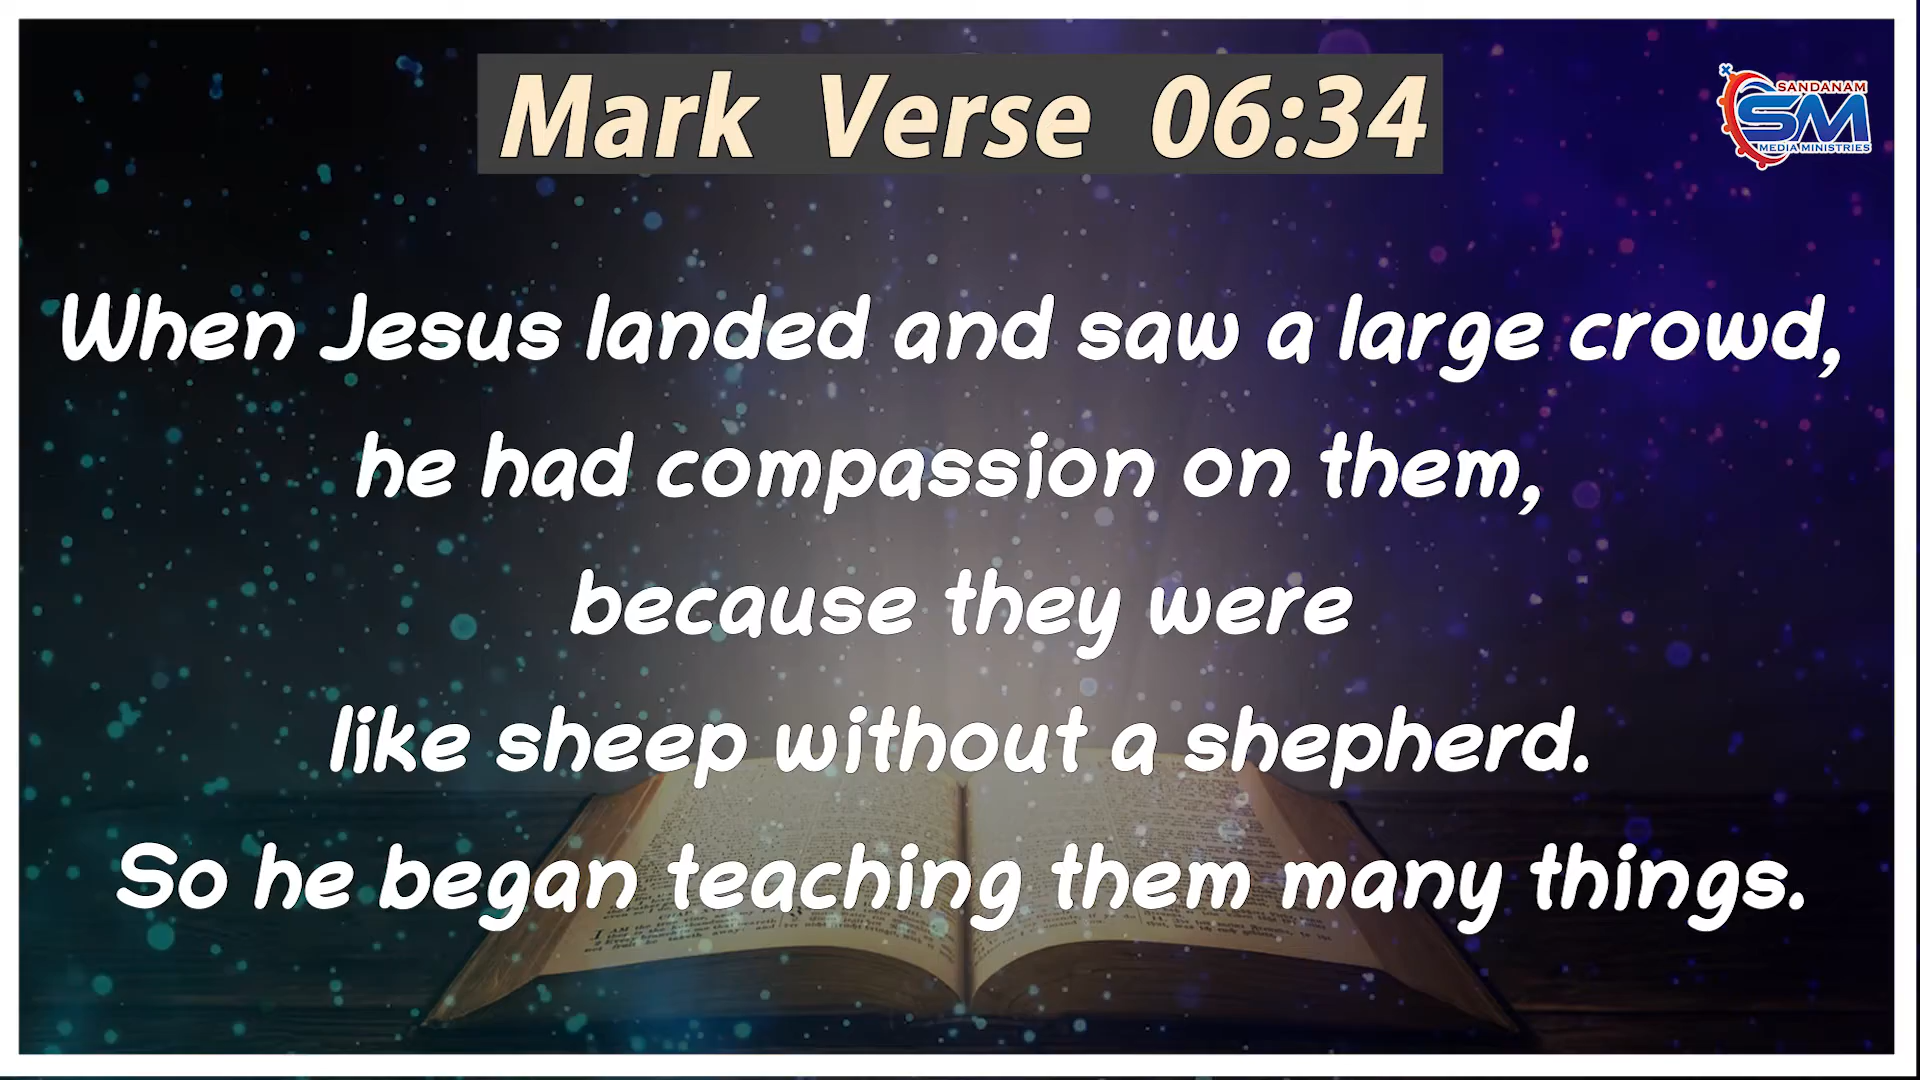 Mark Verse 06:34
SANDANAM
SM
MEDIA MINISTRIES
When Jesus landed and saw a large crowd,
he had compassion on them,
because they were
like sheep without a shepherd.
So he began teaching them many things.